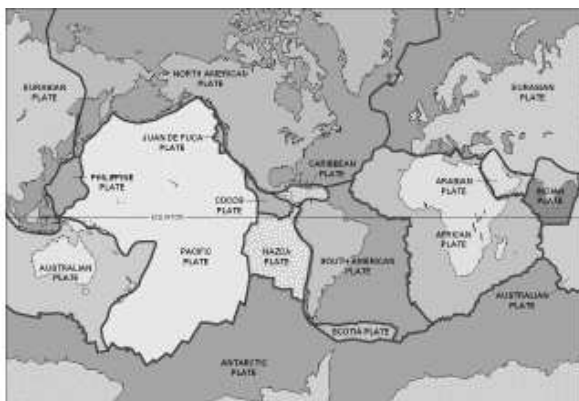 EURASIAN
PLATE
NORTH AMERICAN
PLATE
EURASIAN
PLATE
JUAN DE FUCA
PLATE
CARIBBEAN
PLATE
PHILIPPINE
PLATE
ARABIAN
PLATE
INDIAN
PLATE
COCOS
PLATE
EQUATOR
AUSTRALIAN
PLATE
PACIFIC
PLATE
NAZCA
PLATE
SOUTH AMERICAN
PLATE
AFRICAN
PLATE
AUSTRALIAN
PLATE
SCOTIA PLATE
ANTARCTIC
PLATE